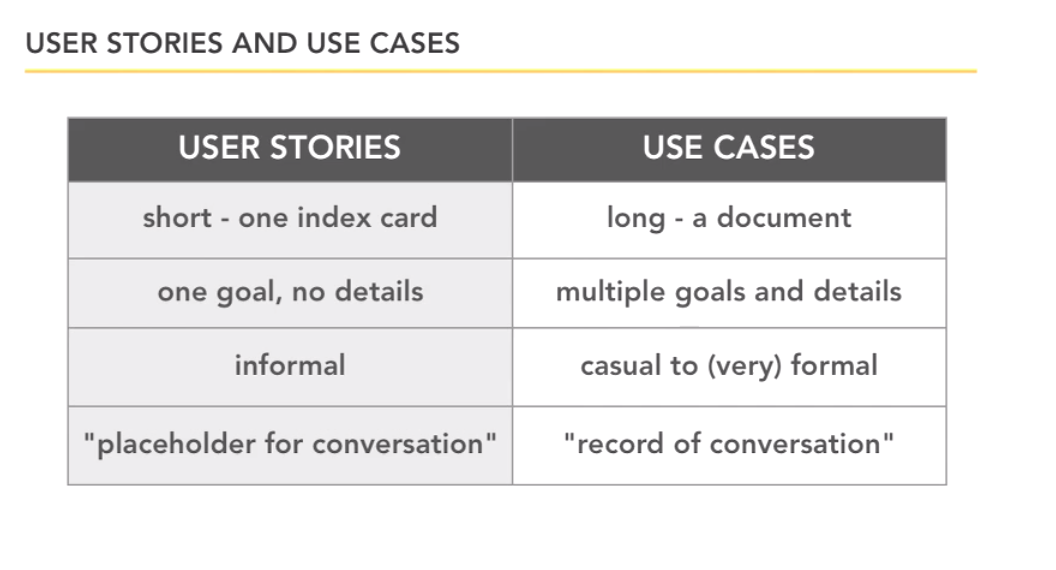 USER STORIES AND USE CASES
USER STORIES
USE CASES
short - one index card
long - a document
one goal, no details
multiple goals and details
informal
casual to (very) formal
"placeholder for conversation"
"record of conversation"